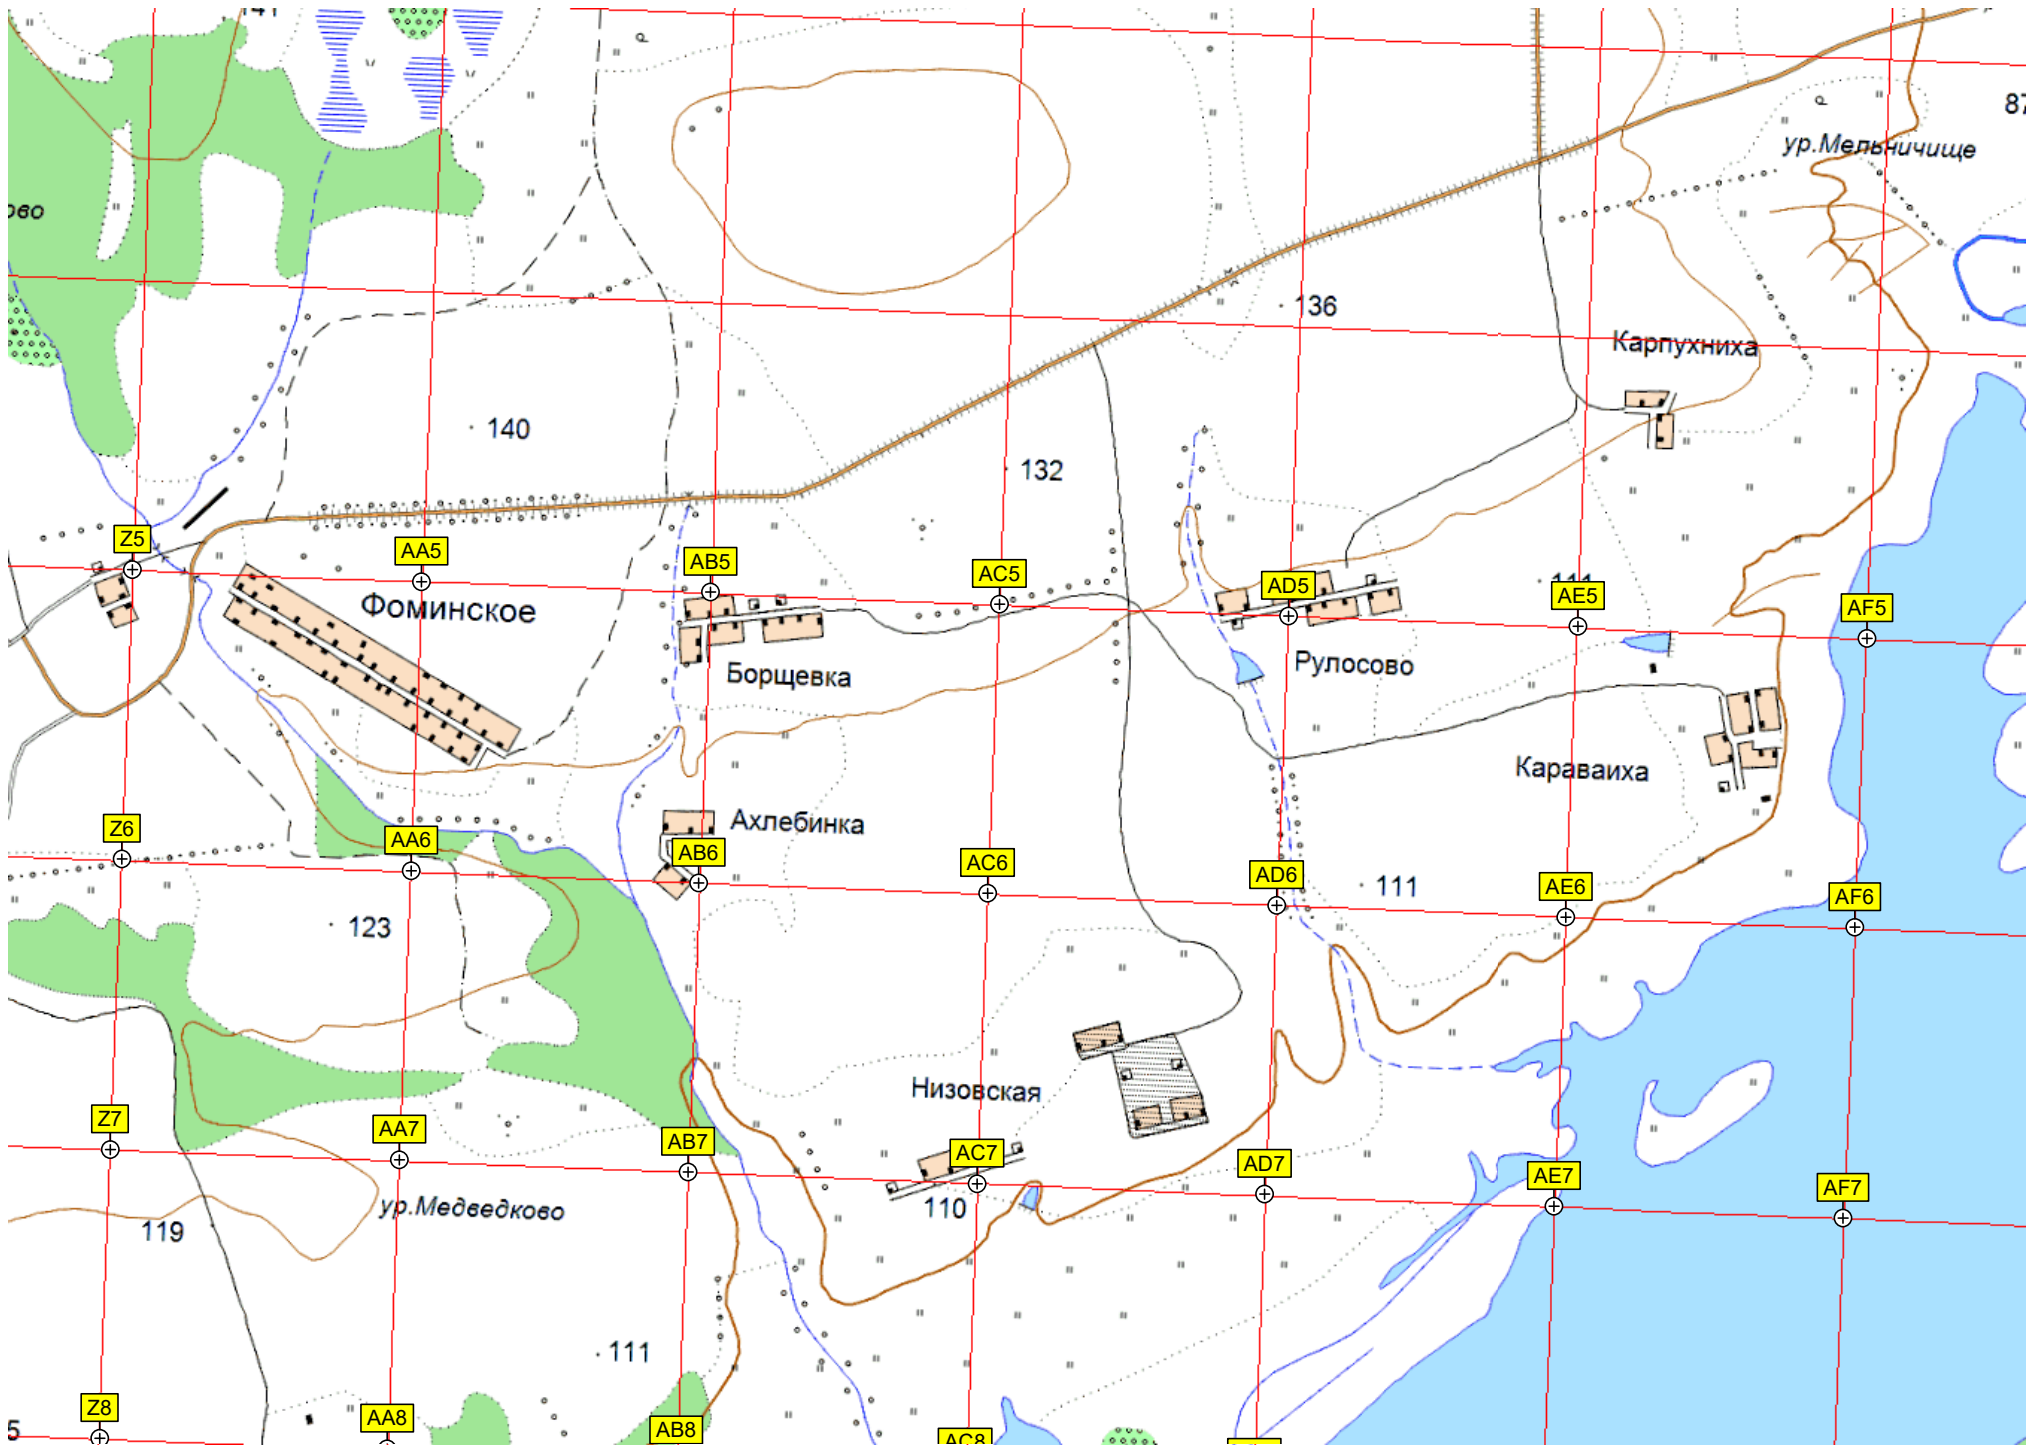 ур.Мельничище
136
Карпухниха
140
132
Z5
AA5
AB5
AC5
AD5
AE5
AF5
Фоминское
Борщевка
Рулосово
Караваиха
Ахлебинка
Z6
AA6
AB6
AC6
AD6
111
AE6
AF6
123
Низовская
Z7
AA7
AB7
AC7
AD7
AE7
AF7
ур.Медведково
110
119
111
Z8
AA8
AB8
AC8